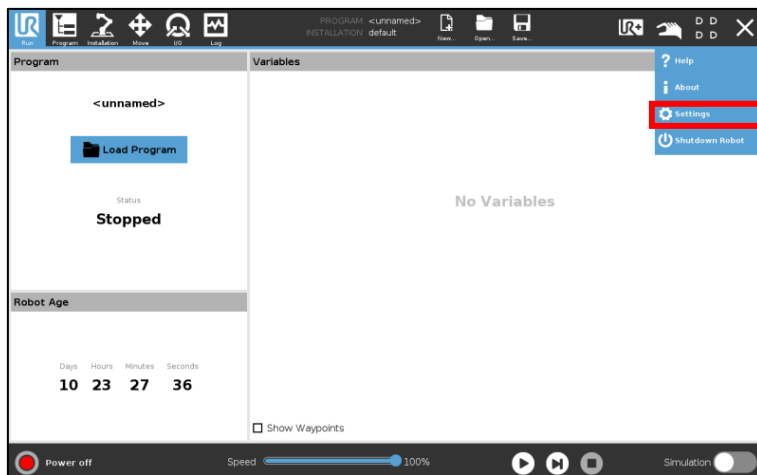 UR
PROGRAM <unnamed>
INSTALLATION default
Run Program Installation Move I/O Log
New... Open... Save...
UR+
D D
D D
Program
Variables
? Help
i About
Settings
Shutdown Robot
<unnamed>
Load Program
Status
Stopped
No Variables
Robot Age
Days Hours Minutes Seconds
10 23 27 36
Show Waypoints
Power off
Speed 100%
Simulation